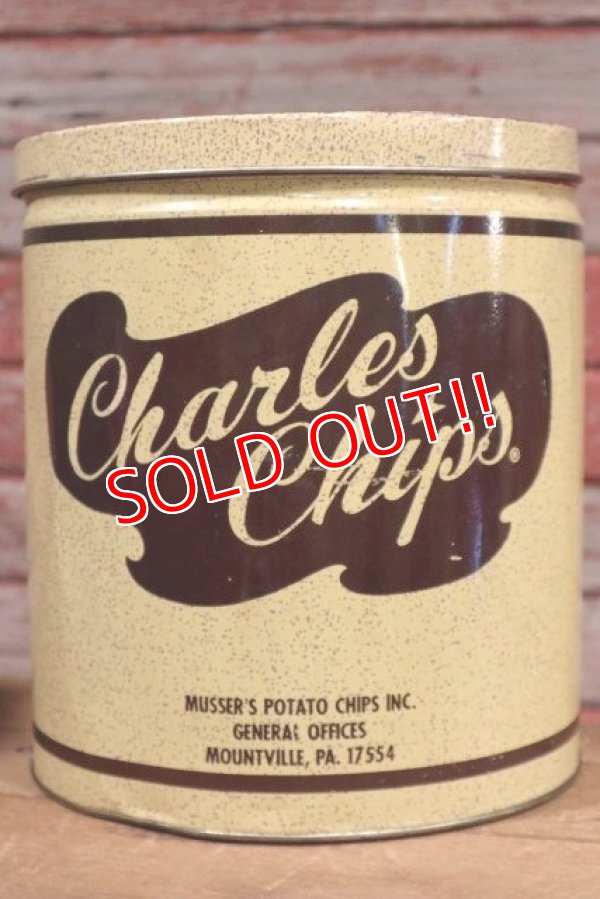 Charles
Chips®
SOLD OUT!!
MUSSER'S POTATO CHIPS INC.
GENERAL OFFICES
MOUNTVILLE, PA. 17554